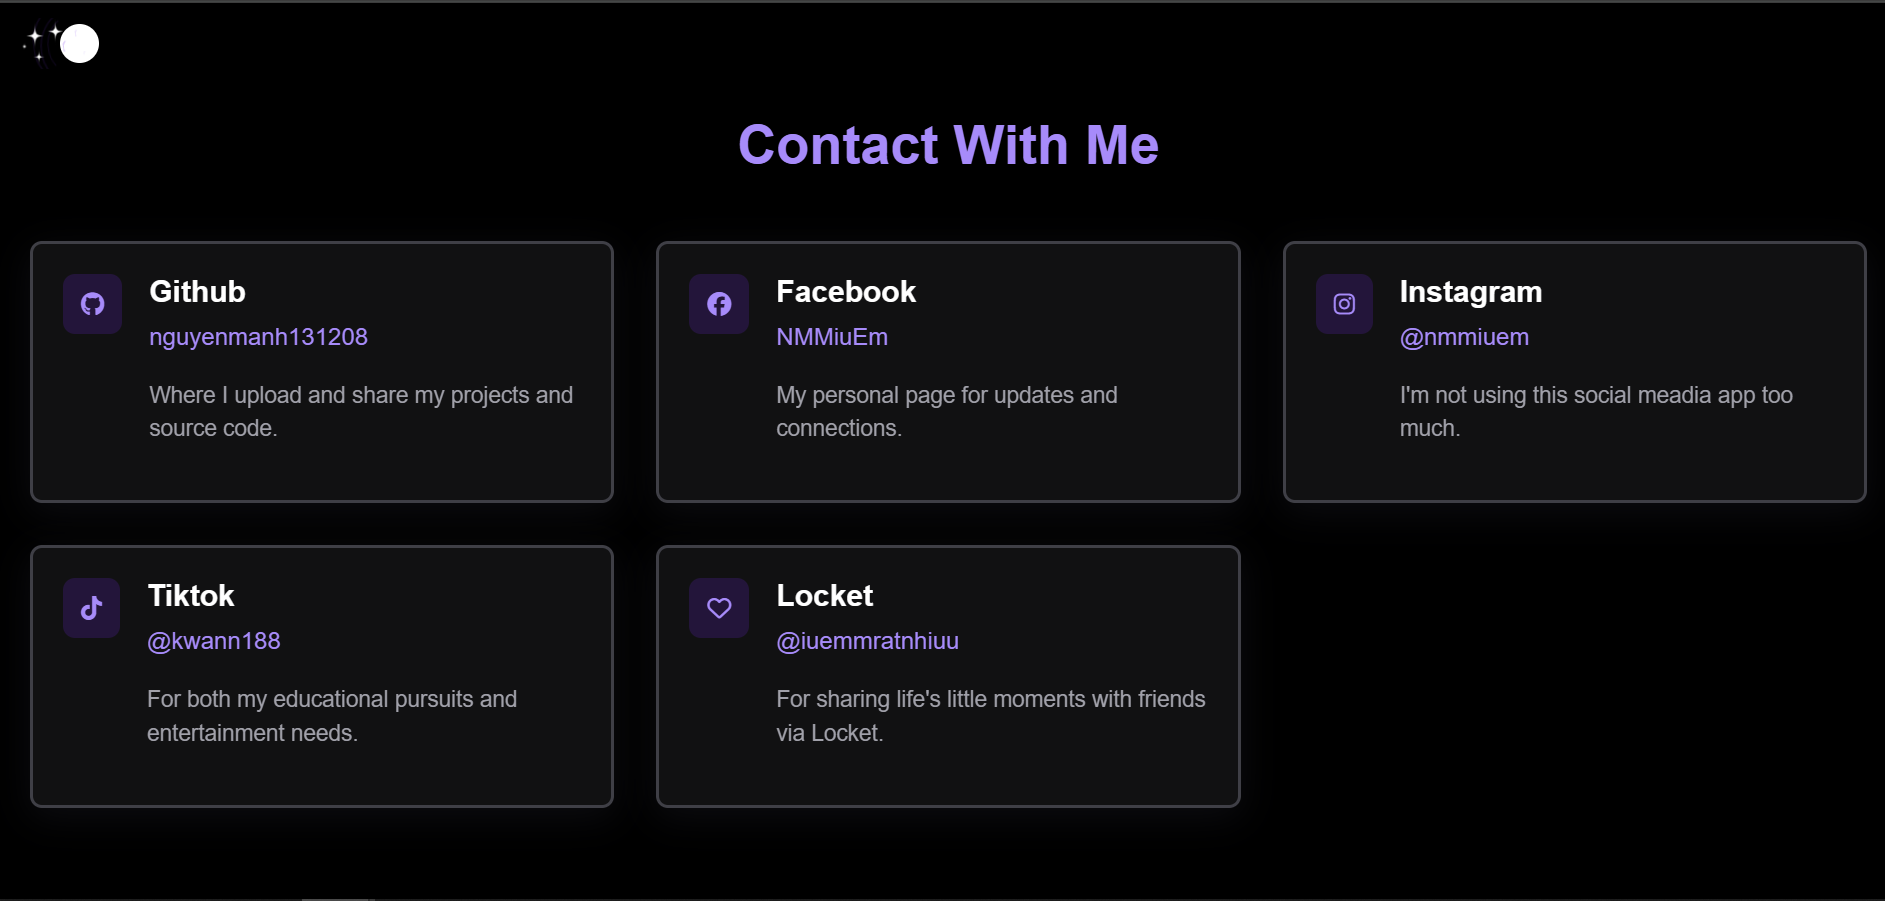 Contact With Me
Github
nguyenmanh131208
Where I upload and share my projects and
source code.
Facebook
NMMiuEm
My personal page for updates and
connections.
Instagram
@nmmiuem
I'm not using this social meadia app too
much.
Tiktok
@kwann188
For both my educational pursuits and
entertainment needs.
Locket
@iuemmratnhiuu
For sharing life's little moments with friends
via Locket.